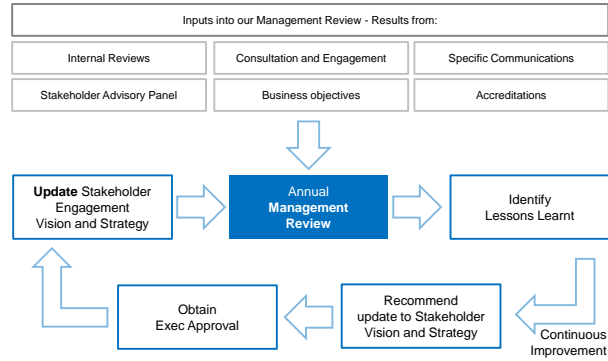 Inputs into our Management Review - Results from:
Internal Reviews
Consultation and Engagement
Specific Communications
Stakeholder Advisory Panel
Business objectives
Accreditations
Update Stakeholder
Engagement
Vision and Strategy
Annual
Management
Review
Identify
Lessons Learnt
Obtain
Exec Approval
Recommend
update to Stakeholder
Vision and Strategy
Continuous
Improvement